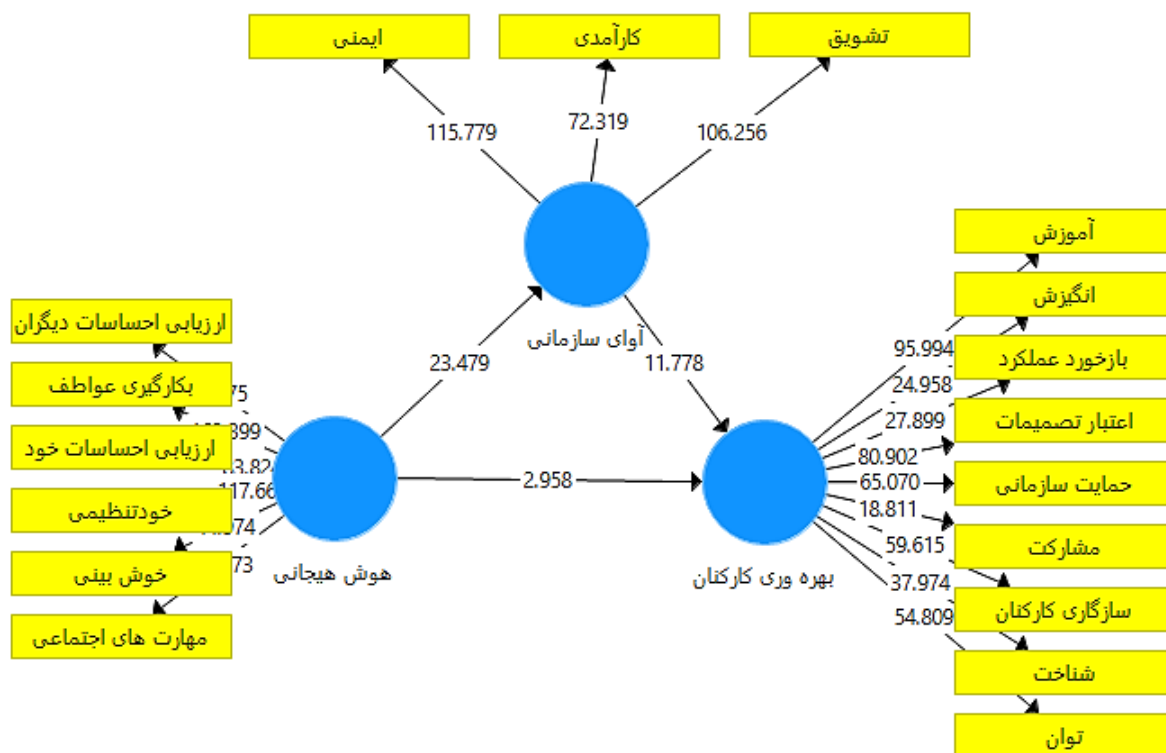 ایمنی
کارآمدی
تشویق
115.779
72.319
106.256
آوای سازمانی
23.479
11.778
2.958
هوش هیجانی
بهره وری کارکنان
ارزیابی احساسات دیگران
بکارگیری عواطف
ارزیابی احساسات خود
خودتنظیمی
خوش بینی
مهارت های اجتماعی
آموزش
انگیزش
بازخورد عملکرد
اعتبار تصمیمات
حمایت سازمانی
مشارکت
سازگاری کارکنان
شناخت
توان
95.994
24.958
27.899
80.902
65.070
18.811
59.615
37.974
54.809